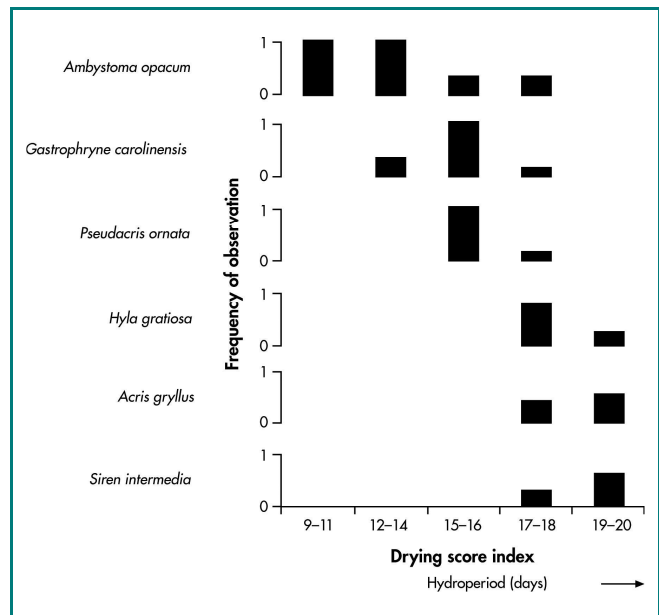 Ambystoma opacum
1
0
Gastrophryne carolinensis
1
0
Pseudacris ornata
1
0
Hyla gratiosa
1
0
Acris gryllus
1
0
Siren intermedia
1
0
Frequency of observation
9–11 12–14 15–16 17–18 19–20
Drying score index
Hydroperiod (days)